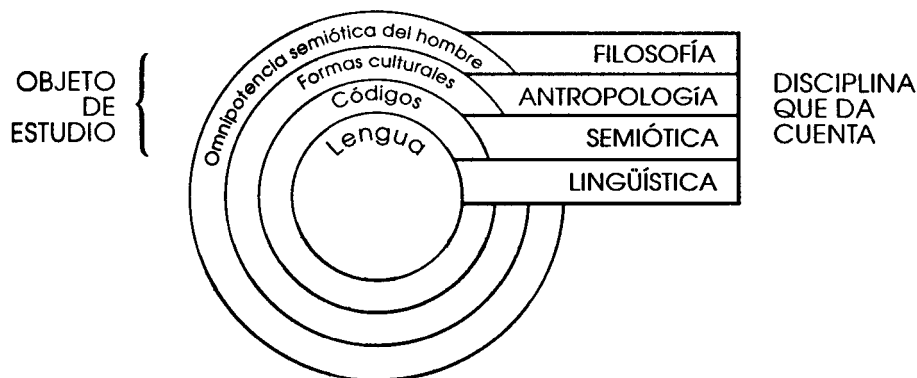 OBJETO
DE
ESTUDIO
Omnipotencia semiótica del hombre
Formas culturales
Códigos
Lengua
FILOSOFÍA
ANTROPOLOGÍA
SEMIÓTICA
LINGÜÍSTICA
DISCIPLINA
QUE DA
CUENTA